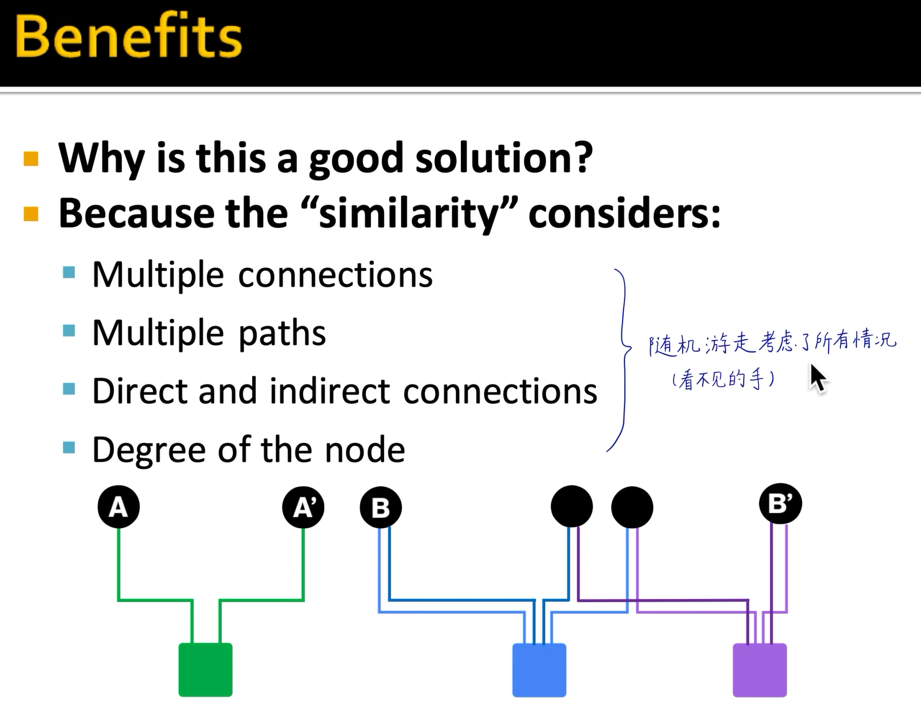 Benefits
Why is this a good solution?
Because the “similarity” considers:
Multiple connections
Multiple paths
Direct and indirect connections
Degree of the node
随机游走考虑了所有情况
(看不见的手)
A
A’
B
B’